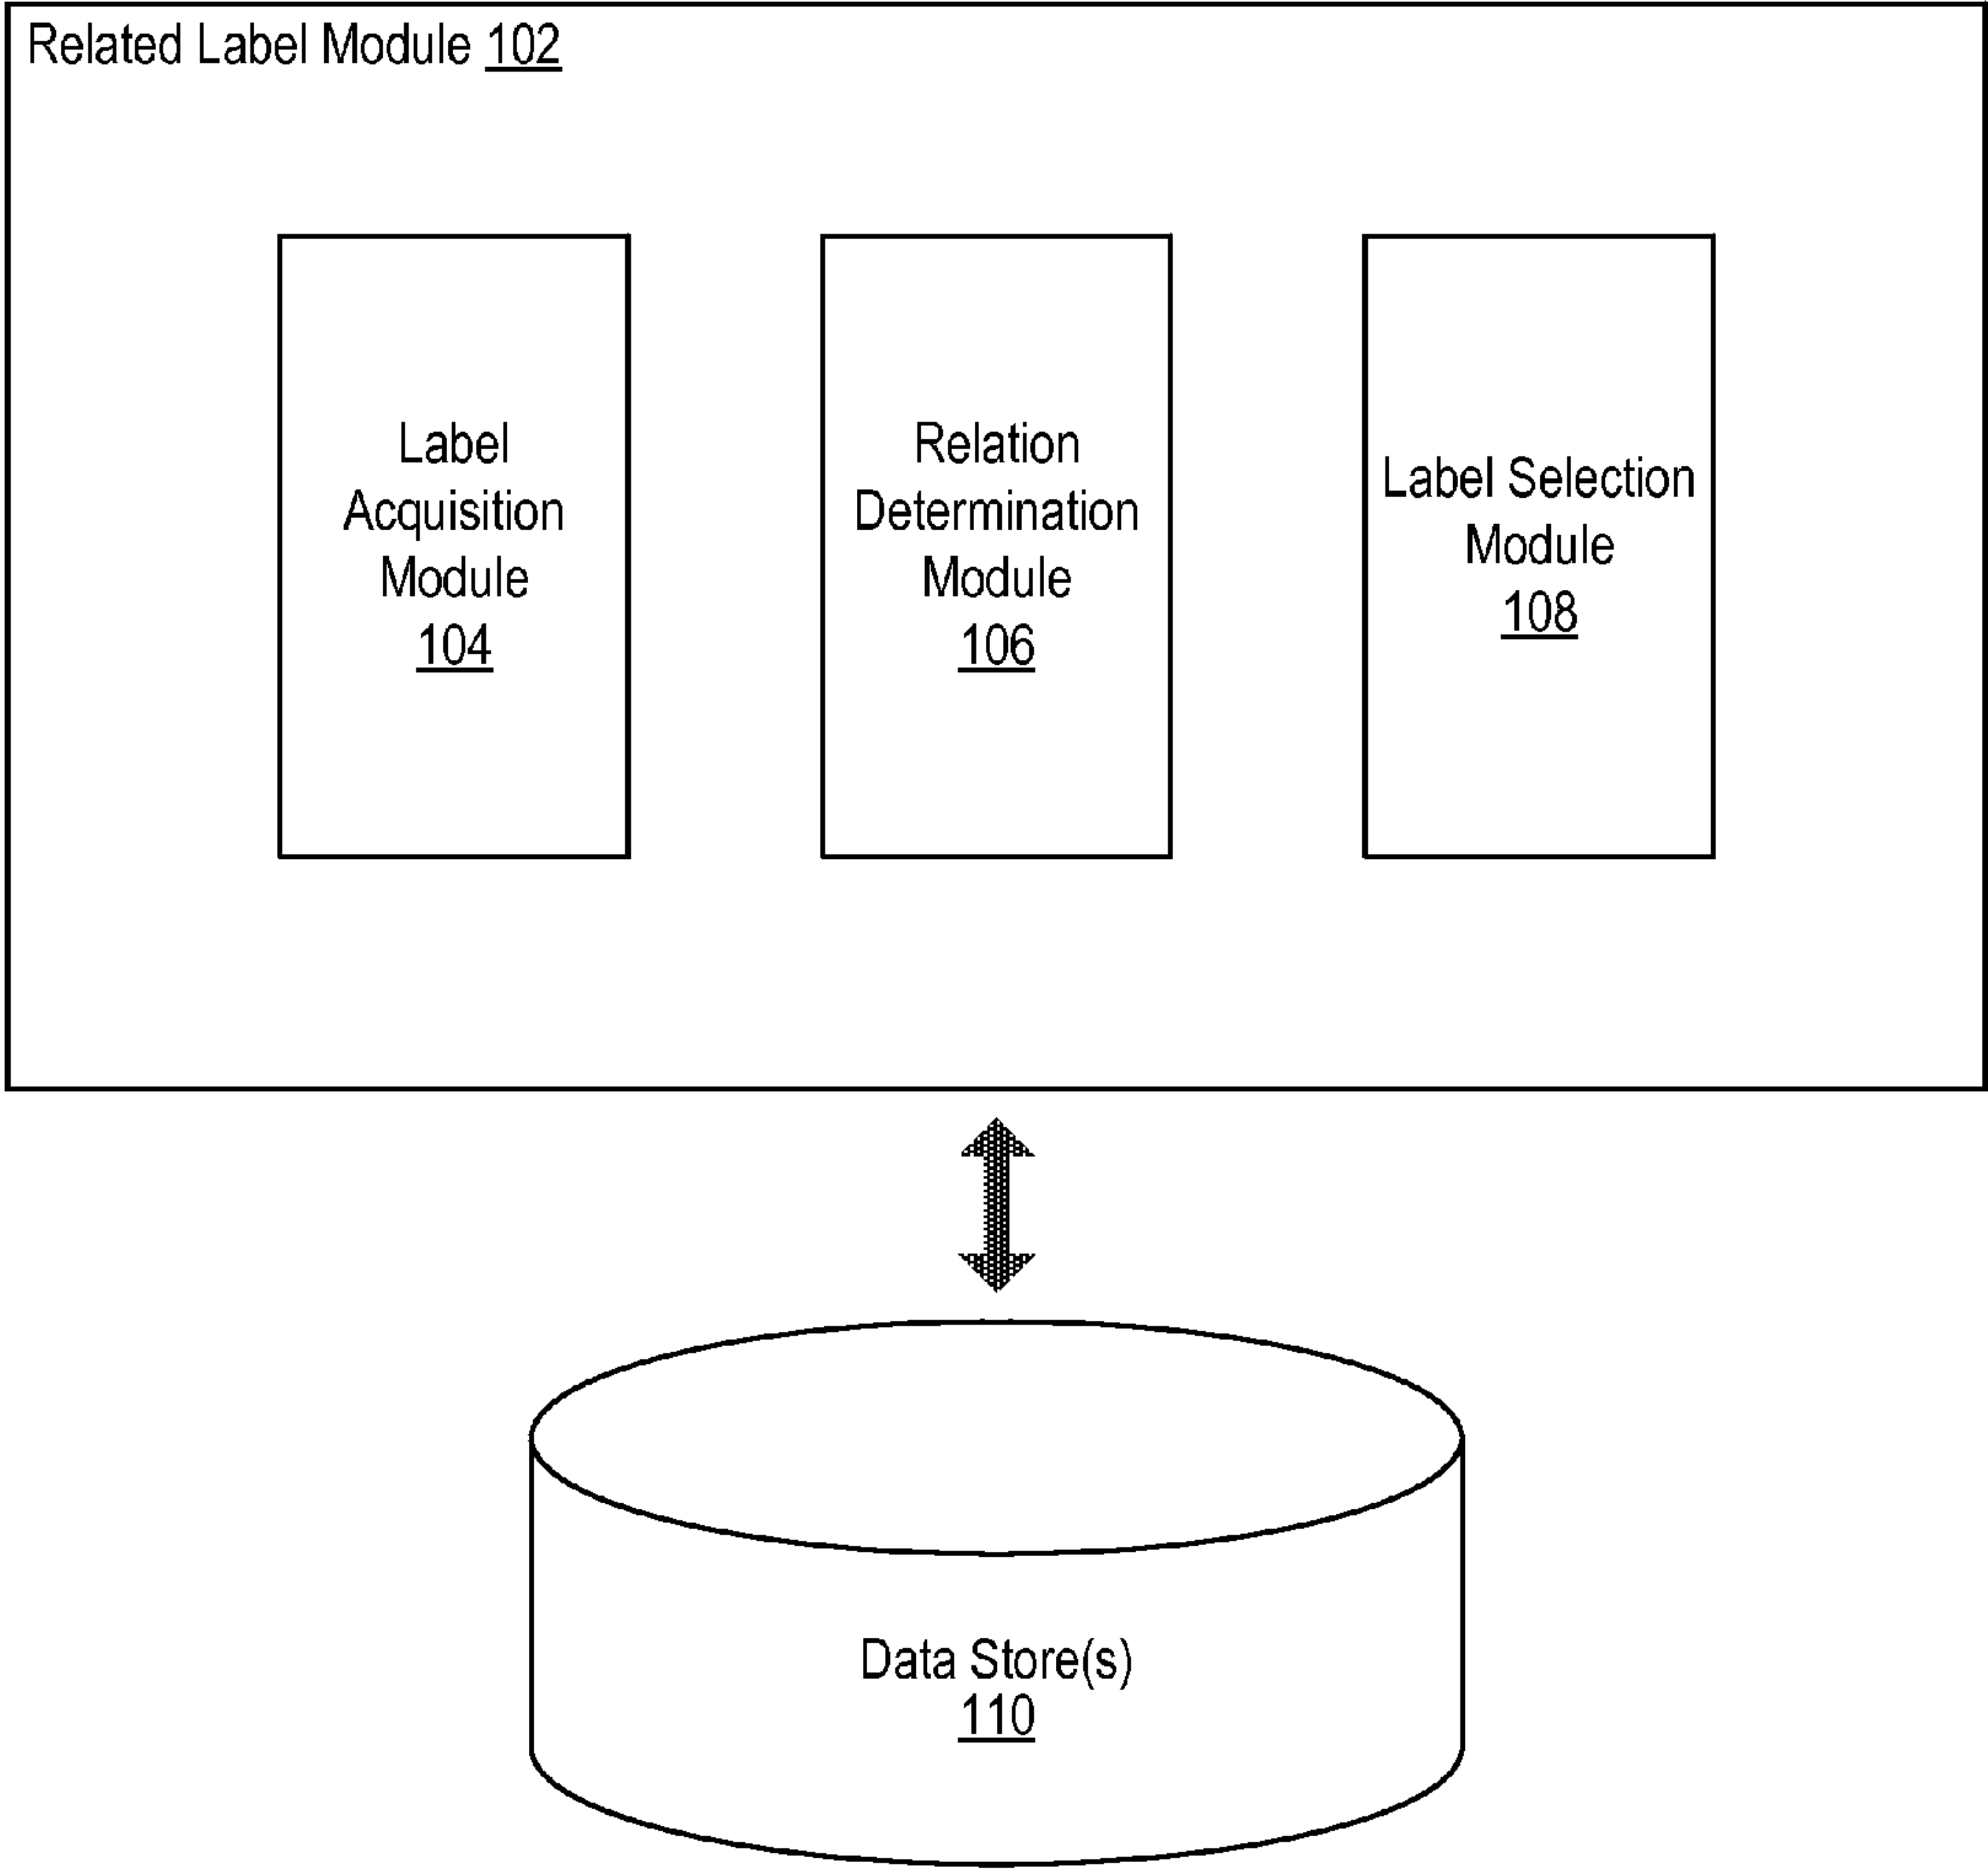 Related Label Module 102
Label
Acquisition
Module
104
Relation
Determination
Module
106
Label Selection
Module
108
Data Store(s)
110